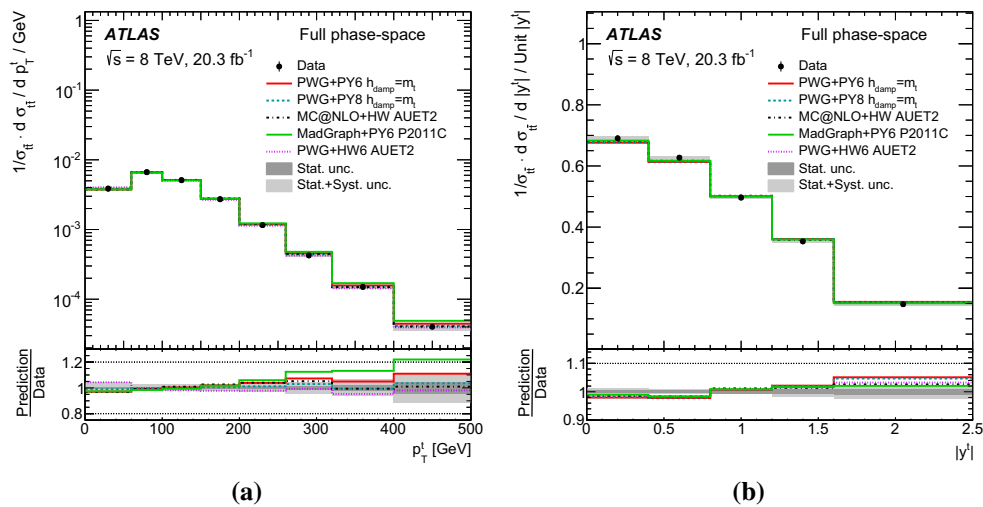 ATLAS Full phase-space
√s = 8 TeV, 20.3 fb⁻¹
Data
PWG+PY6 h_damp=m_t
PWG+PY8 h_damp=m_t
MC@NLO+HW AUET2
MadGraph+PY6 P2011C
PWG+HW6 AUET2
Stat. unc.
Stat.+Syst. unc.
1/σ_tt̄ · d σ_tt̄ / d p_T^t / GeV
1
10⁻¹
10⁻²
10⁻³
10⁻⁴
Prediction
Data
1.2
1
0.8
0 100 200 300 400 500
p_T^t [GeV]
(a)
ATLAS Full phase-space
√s = 8 TeV, 20.3 fb⁻¹
Data
PWG+PY6 h_damp=m_t
PWG+PY8 h_damp=m_t
MC@NLO+HW AUET2
MadGraph+PY6 P2011C
PWG+HW6 AUET2
Stat. unc.
Stat.+Syst. unc.
1/σ_tt̄ · d σ_tt̄ / d |y^t| / Unit |y^t|
1
0.8
0.6
0.4
0.2
Prediction
Data
1.1
1
0.9
0 0.5 1 1.5 2 2.5
|y^t|
(b)